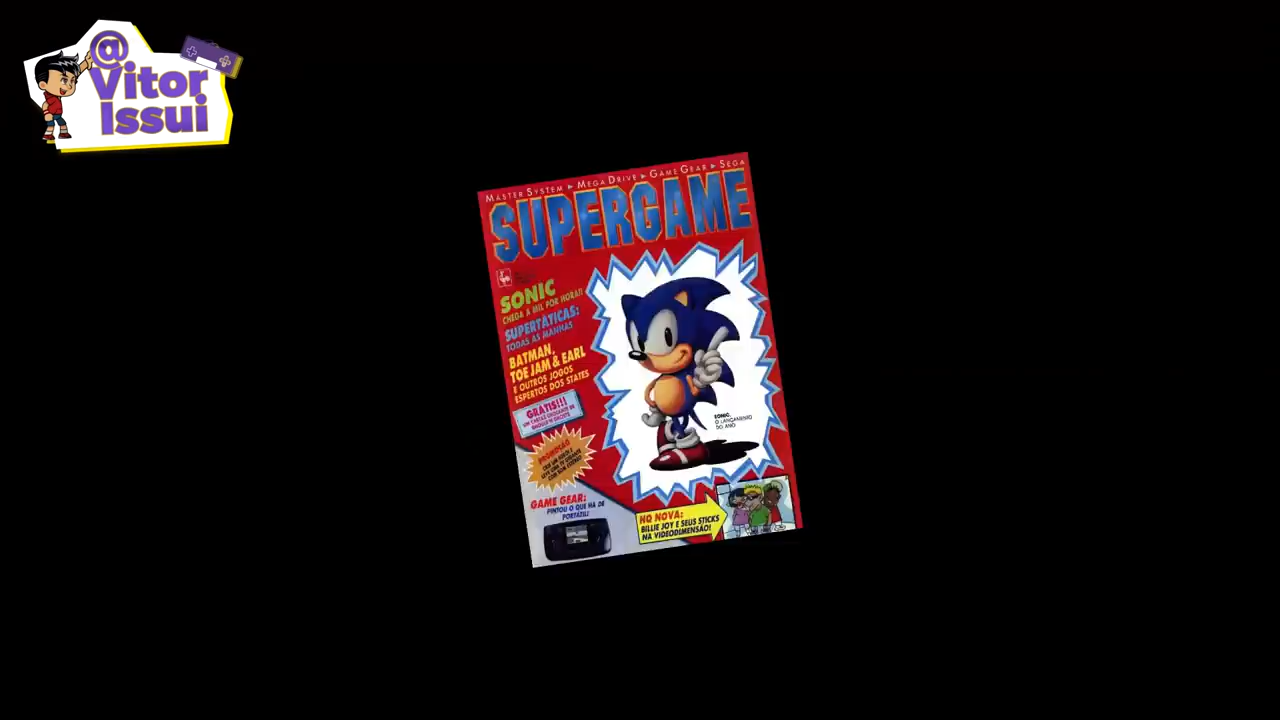 @
Vitor
Issui
MASTER SYSTEM ▸ MEGA DRIVE ▸ GAME GEAR ▸ SEGA
SUPERGAME
SONIC
CHEGA A MIL POR HORA!!
SUPERTÁTICAS:
TODAS AS MANHAS
BATMAN,
TOE JAM & EARL
E OUTROS JOGOS
ESPERTOS DOS STATES
GRÁTIS!!!
PROMOÇÃO
SONIC,
O LANÇAMENTO
DO ANO
GAME GEAR:
PINTOU O QUE HÁ DE
PORTÁTIL!
HQ NOVA:
BILLIE JOY E SEUS STICKS
NA VIDEODIMENSÃO!